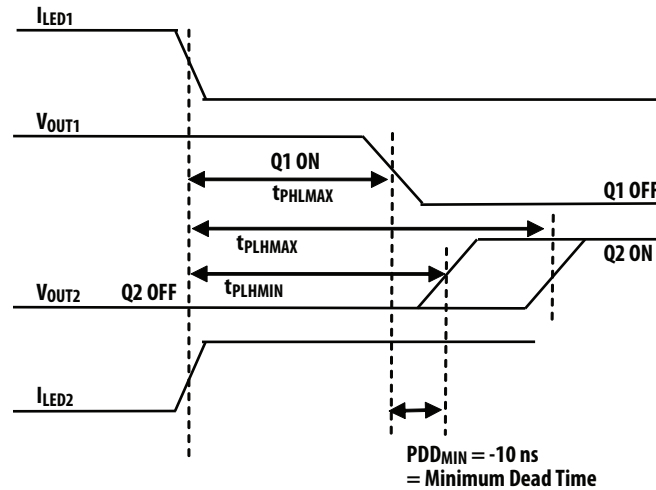 ILED1
VOUT1
Q1 ON
tPHLMAX
Q1 OFF
tPLHMAX
Q2 ON
tPLHMIN
VOUT2
Q2 OFF
ILED2
PDDMIN = -10 ns
= Minimum Dead Time